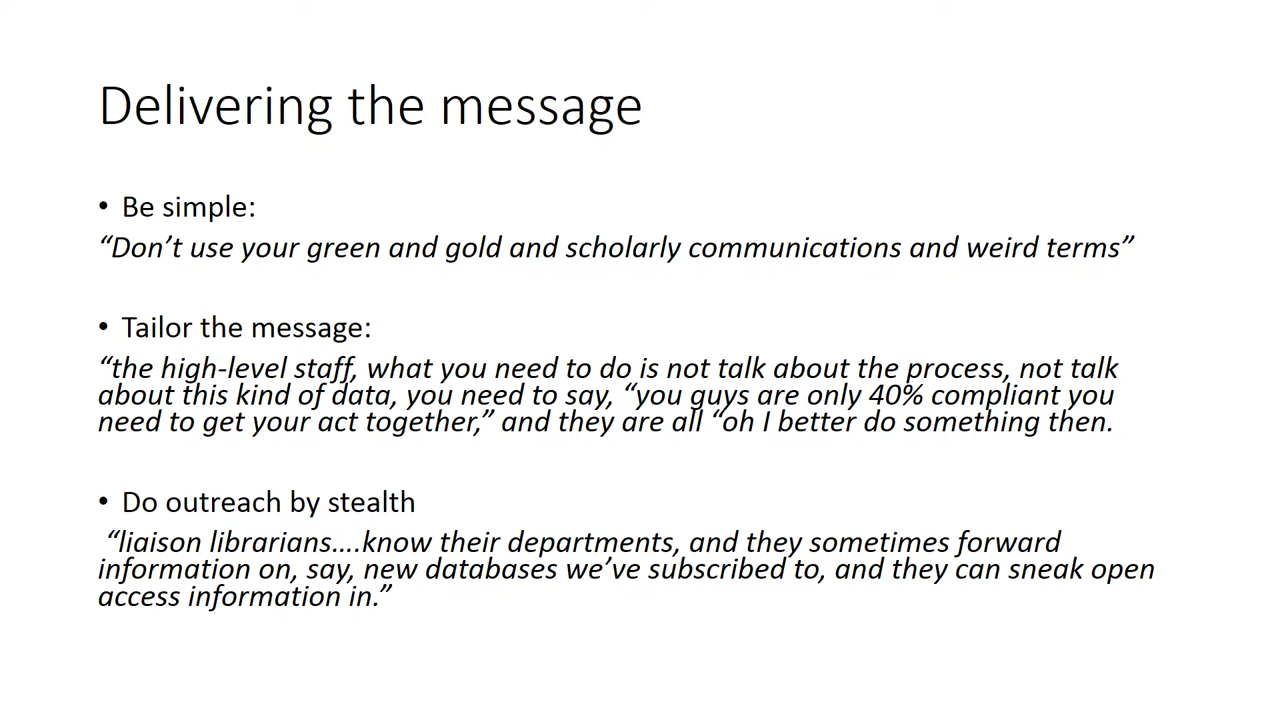 Delivering the message
• Be simple:
“Don’t use your green and gold and scholarly communications and weird terms”
• Tailor the message:
“the high-level staff, what you need to do is not talk about the process, not talk
about this kind of data, you need to say, “you guys are only 40% compliant you
need to get your act together,” and they are all “oh I better do something then.
• Do outreach by stealth
“liaison librarians….know their departments, and they sometimes forward
information on, say, new databases we’ve subscribed to, and they can sneak open
access information in.”